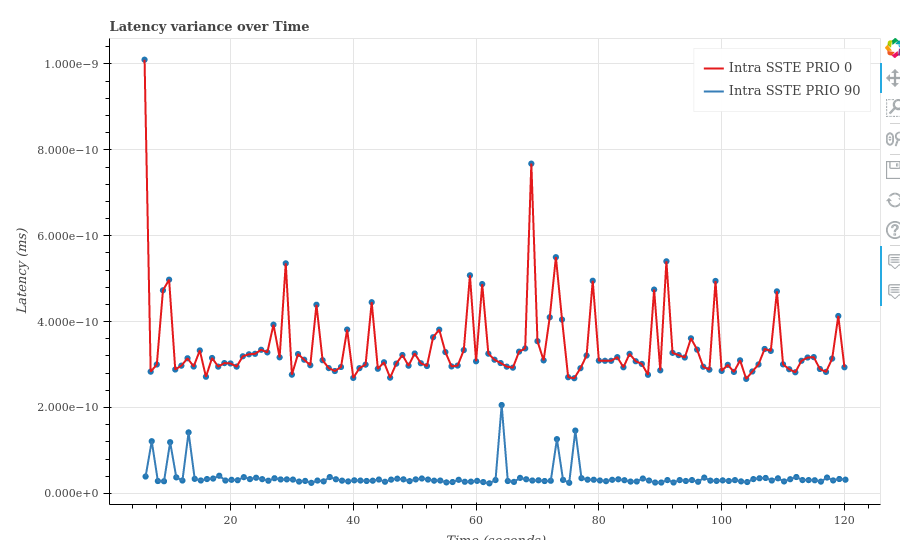 Latency variance over Time
Intra SSTE PRIO 0
Intra SSTE PRIO 90
Latency (ms)
1.000e−9
8.000e−10
6.000e−10
4.000e−10
2.000e−10
0.000e+0
20 40 60 80 100 120
Time (seconds)